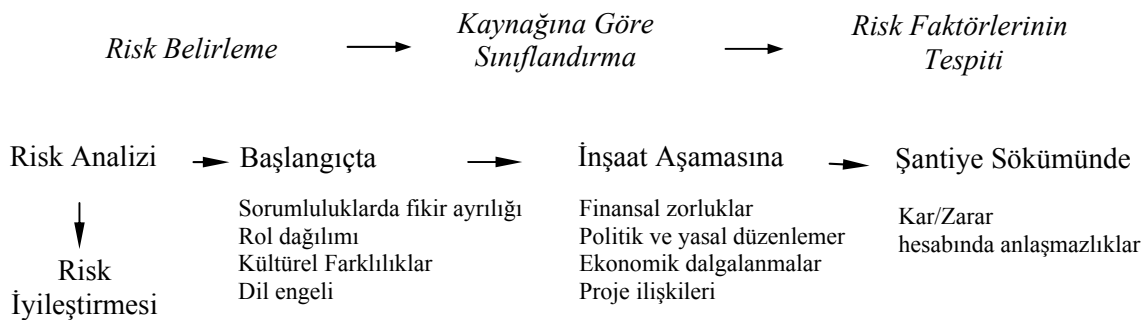 Risk Belirleme
Kaynağına Göre
Sınıflandırma
Risk Faktörlerinin
Tespiti
Risk Analizi
Başlangıçta
İnşaat Aşamasına
Şantiye Sökümünde
Sorumluluklarda fikir ayrılığı
Rol dağılımı
Kültürel Farklılıklar
Dil engeli
Finansal zorluklar
Politik ve yasal düzenlemer
Ekonomik dalgalanmalar
Proje ilişkileri
Kar/Zarar
hesabında anlaşmazlıklar
Risk
İyileştirmesi